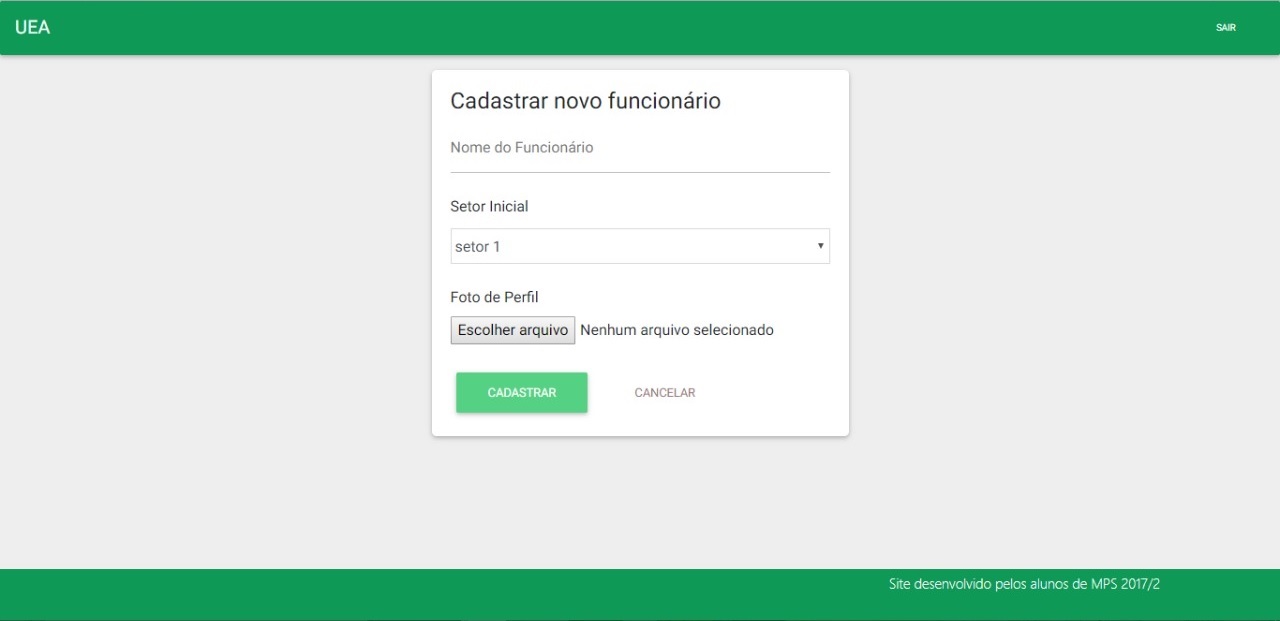 UEA
SAIR
Cadastrar novo funcionário
Nome do Funcionário
Setor Inicial
setor 1
Foto de Perfil
Escolher arquivo Nenhum arquivo selecionado
CADASTRAR CANCELAR
Site desenvolvido pelos alunos de MPS 2017/2